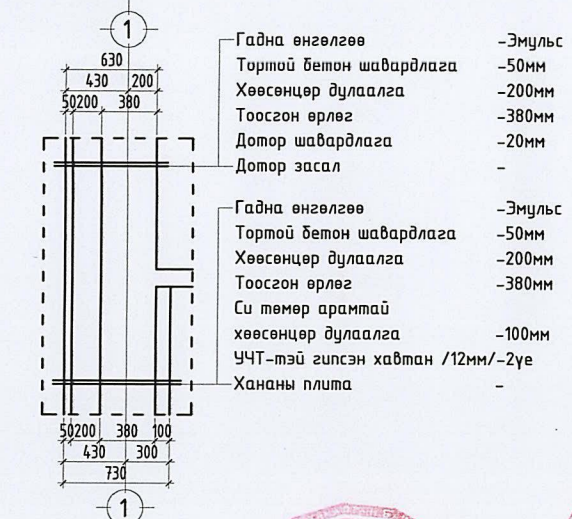 1
630
430 200
50 200 380
Гадна өнгөлгөө -Эмульс
Тортой бетон шавардлага -50мм
Хөөсөнцөр дулаалга -200мм
Тоосгон өрлөг -380мм
Дотор шавардлага -20мм
Дотор засал -
Гадна өнгөлгөө -Эмульс
Тортой бетон шавардлага -50мм
Хөөсөнцөр дулаалга -200мм
Тоосгон өрлөг -380мм
Си төмөр арамтай
хөөсөнцөр дулаалга -100мм
УЧТ-тэй гипсэн хавтан /12мм/-2үе
Хананы плита -
50 200 380 100
430 300
730
1